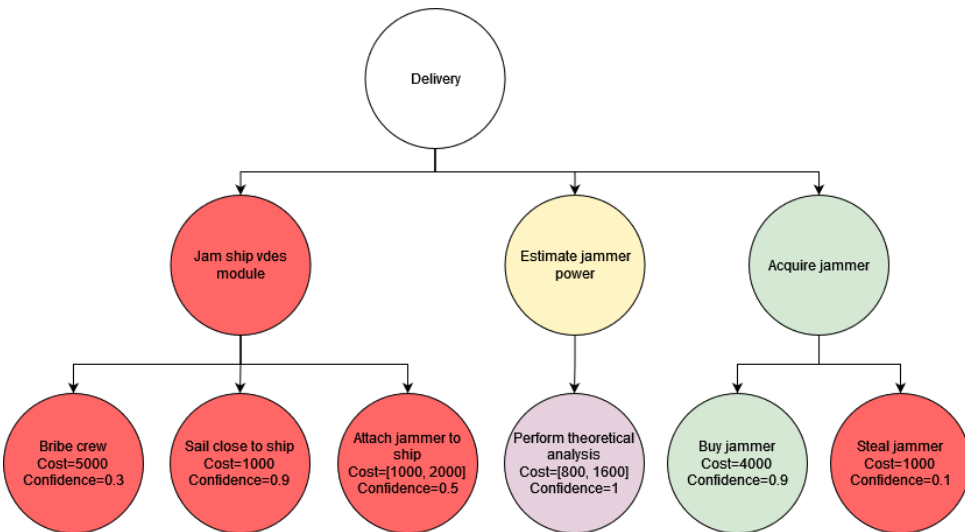 Delivery
Jam ship vdes
module
Estimate jammer
power
Acquire jammer
Bribe crew
Cost=5000
Confidence=0.3
Sail close to ship
Cost=1000
Confidence=0.9
Attach jammer to
ship
Cost=[1000, 2000]
Confidence=0.5
Perform theoretical
analysis
Cost=[800, 1600]
Confidence=1
Buy jammer
Cost=4000
Confidence=0.9
Steal jammer
Cost=1000
Confidence=0.1